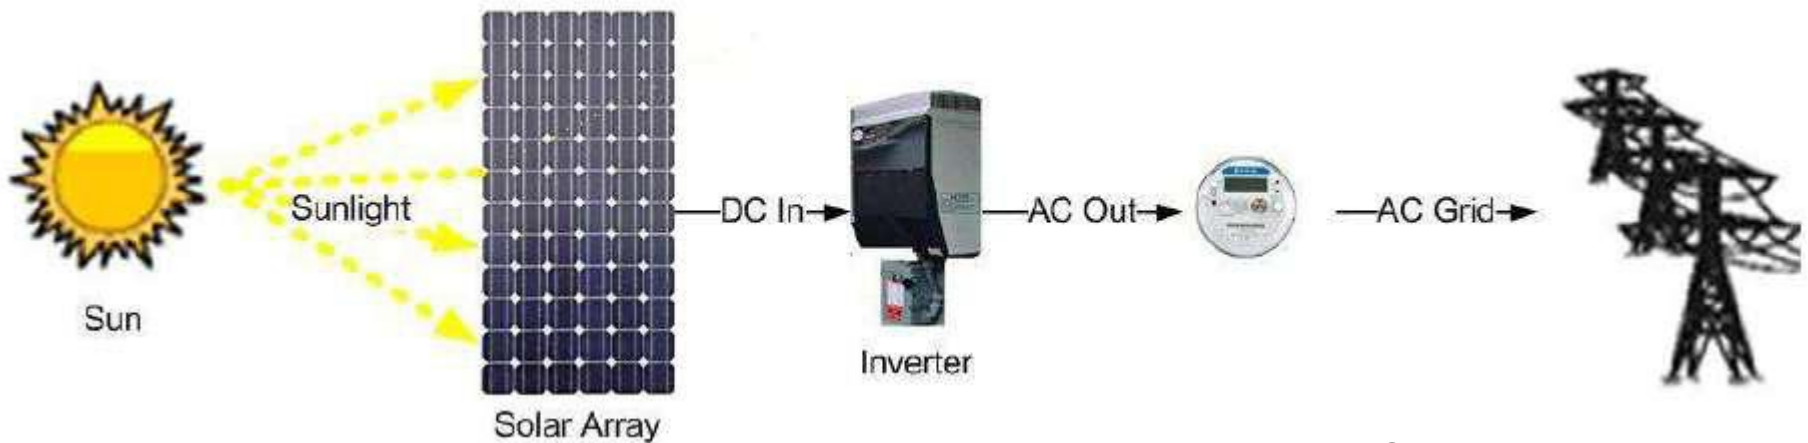 Sunlight
DC In
AC Out
AC Grid
Sun
Inverter
Solar Array